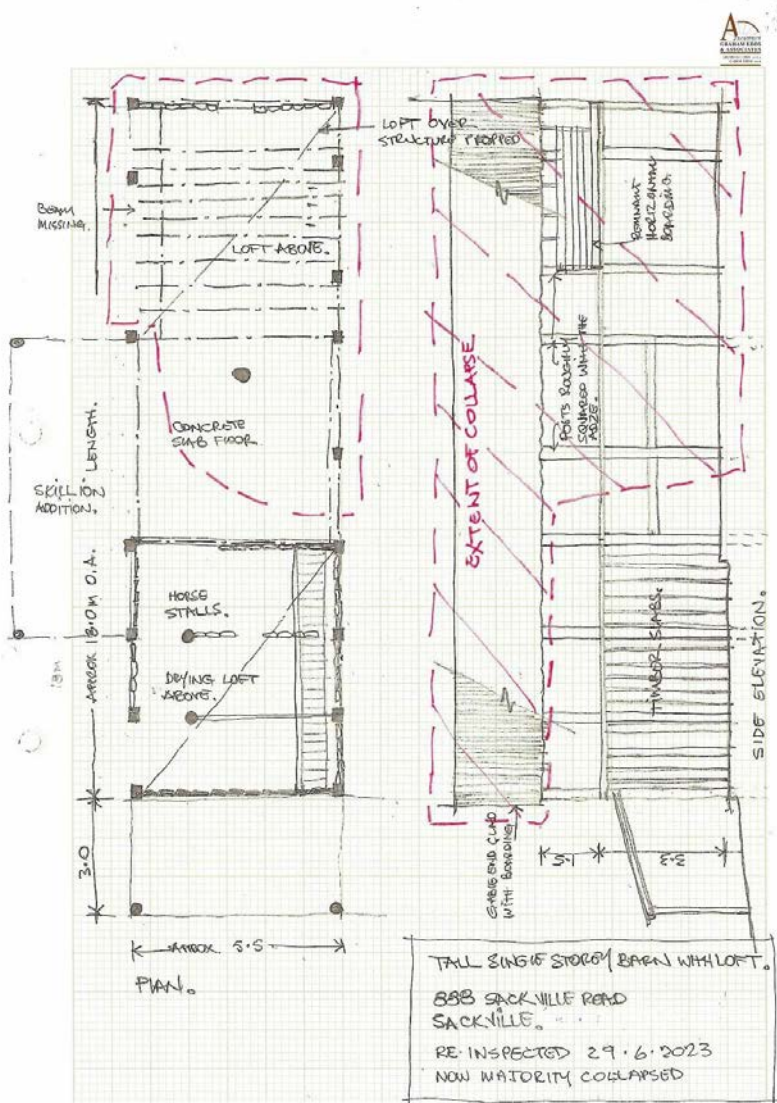 LOFT OVER
STRUCTURE PROPPED
BEAM
MISSING.
LOFT ABOVE.
CONCRETE
SLAB FLOOR.
SKILLION
ADDITION.
APPROX 18.0M O.A. LENGTH.
18M
HORSE
STALLS.
DRYING LOFT
ABOVE.
3.0
APPROX 5.5
PLAN.
REMNANT
HORIZONTAL
BOARDING.
POSTS ROUGHLY
SQUARED WITH THE
ADZE.
EXTENT OF COLLAPSE
TIMBER SLABS.
SIDE ELEVATION.
GABLE END CLAD
WITH BOARDING
1.5
3.3
TALL SINGLE STOREY BARN WITH LOFT.
888 SACKVILLE ROAD
SACKVILLE.
RE-INSPECTED 29.6.2023
NOW MAJORITY COLLAPSED